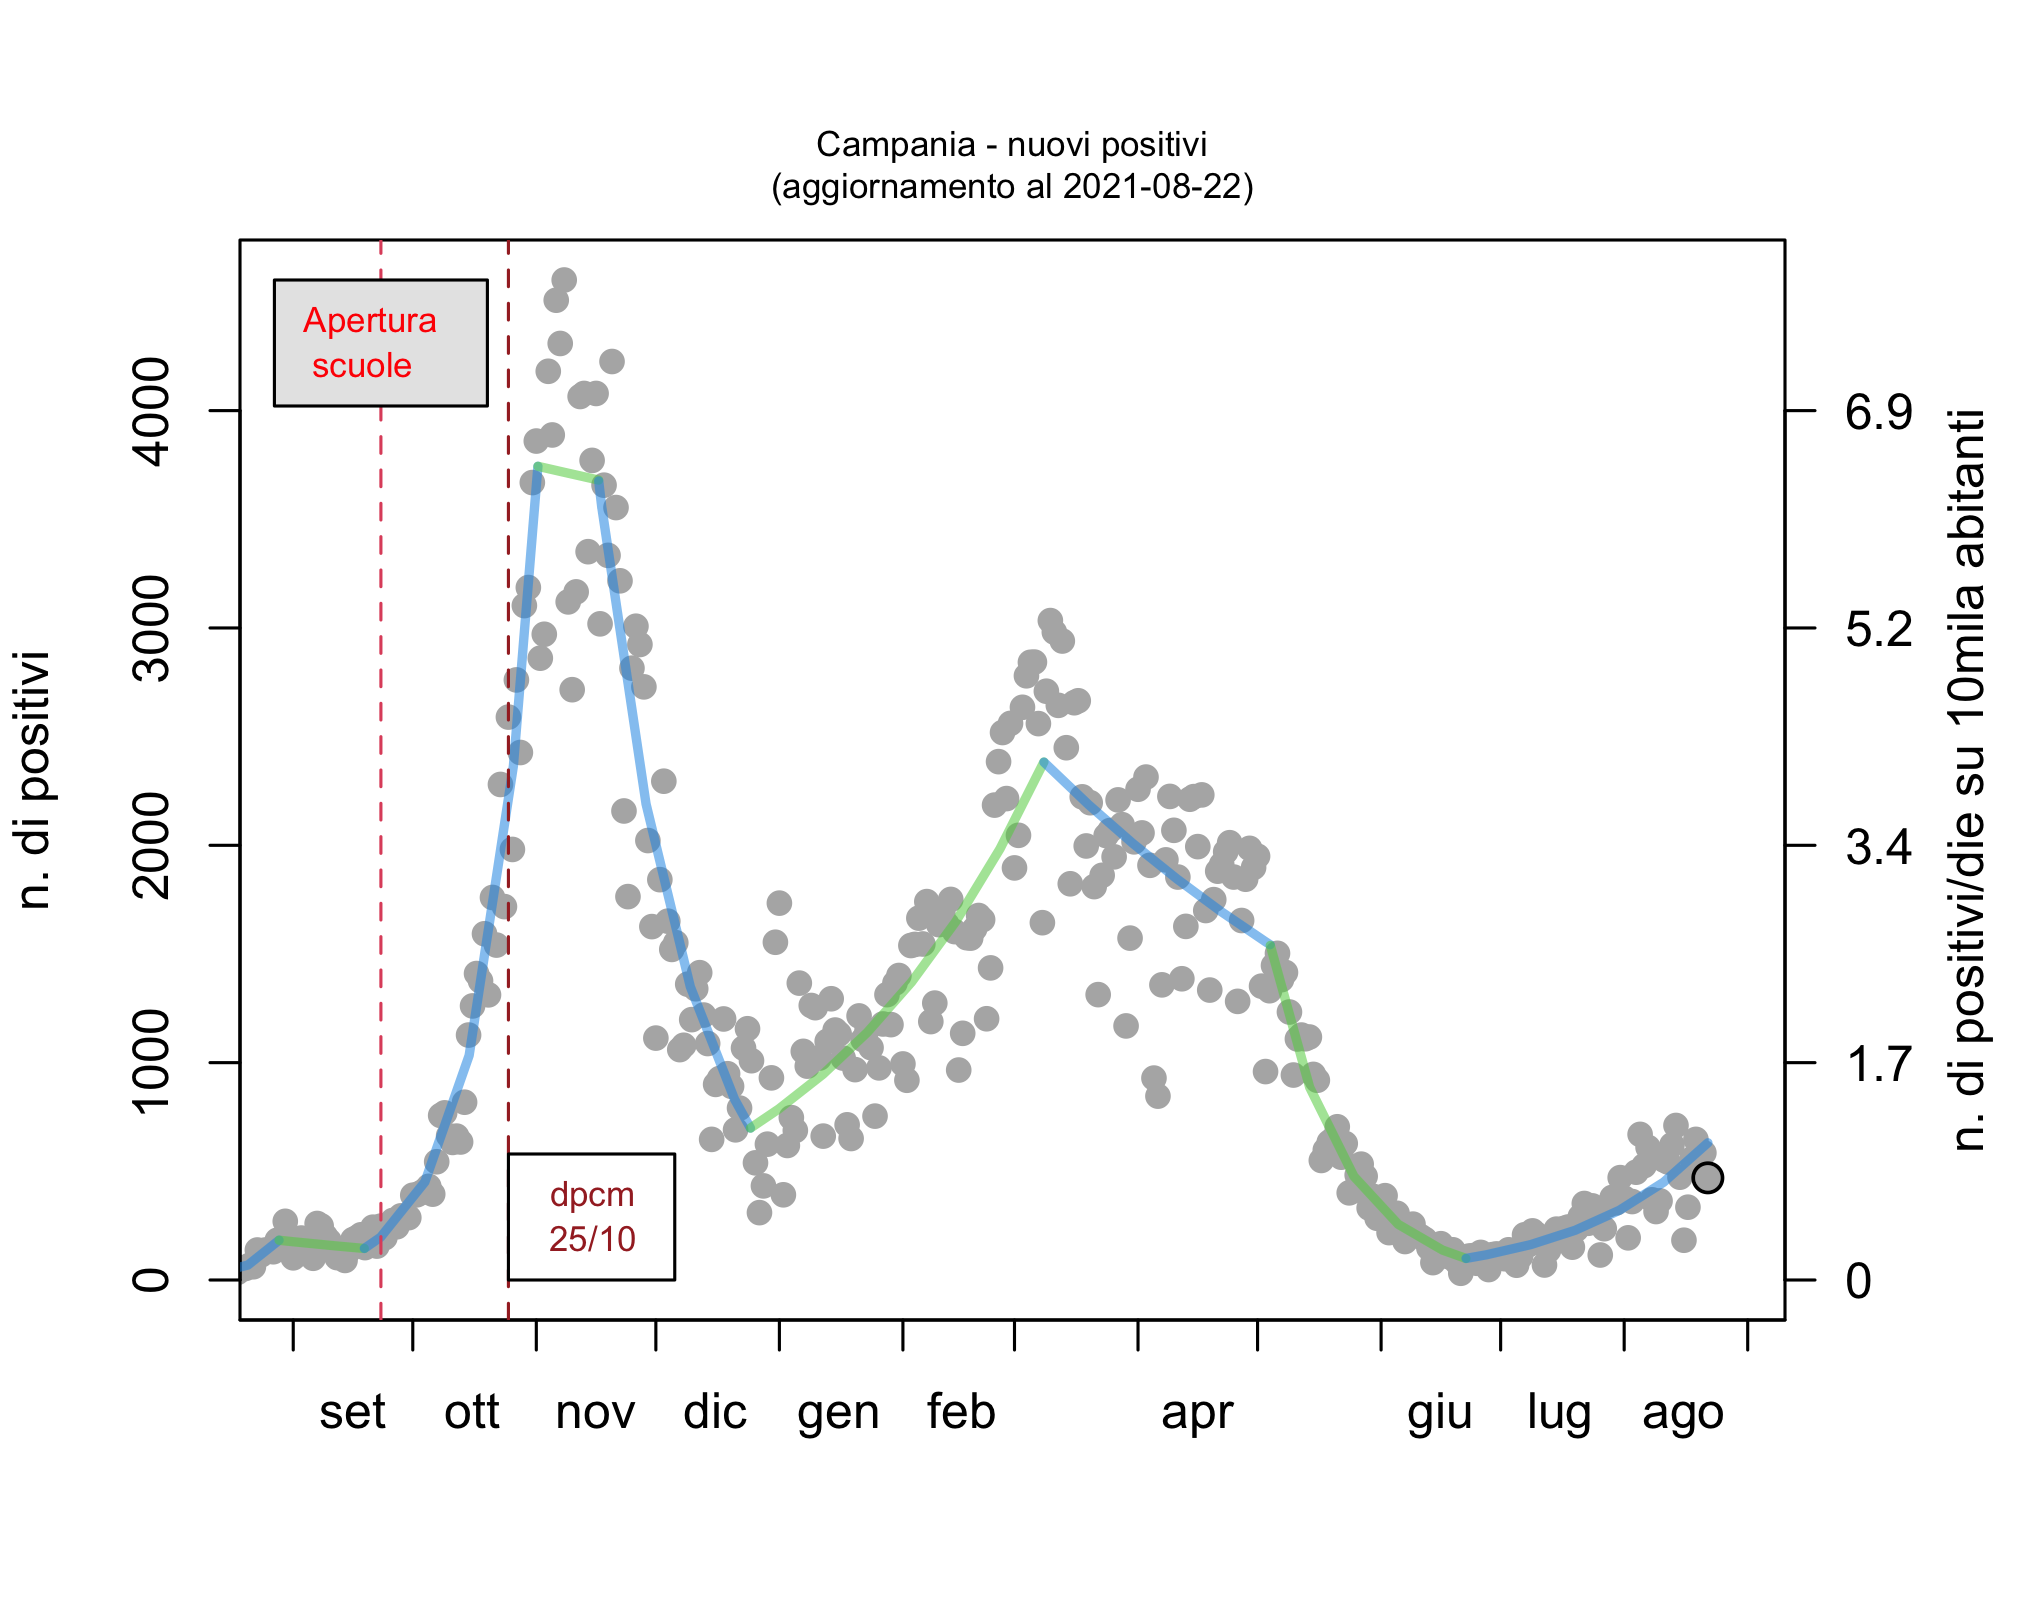 Campania - nuovi positivi
(aggiornamento al 2021-08-22)
Apertura
scuole
dpcm
25/10
n. di positivi
4000
3000
2000
1000
0
6.9
5.2
3.4
1.7
0
n. di positivi/die su 10mila abitanti
set ott nov dic gen feb apr giu lug ago